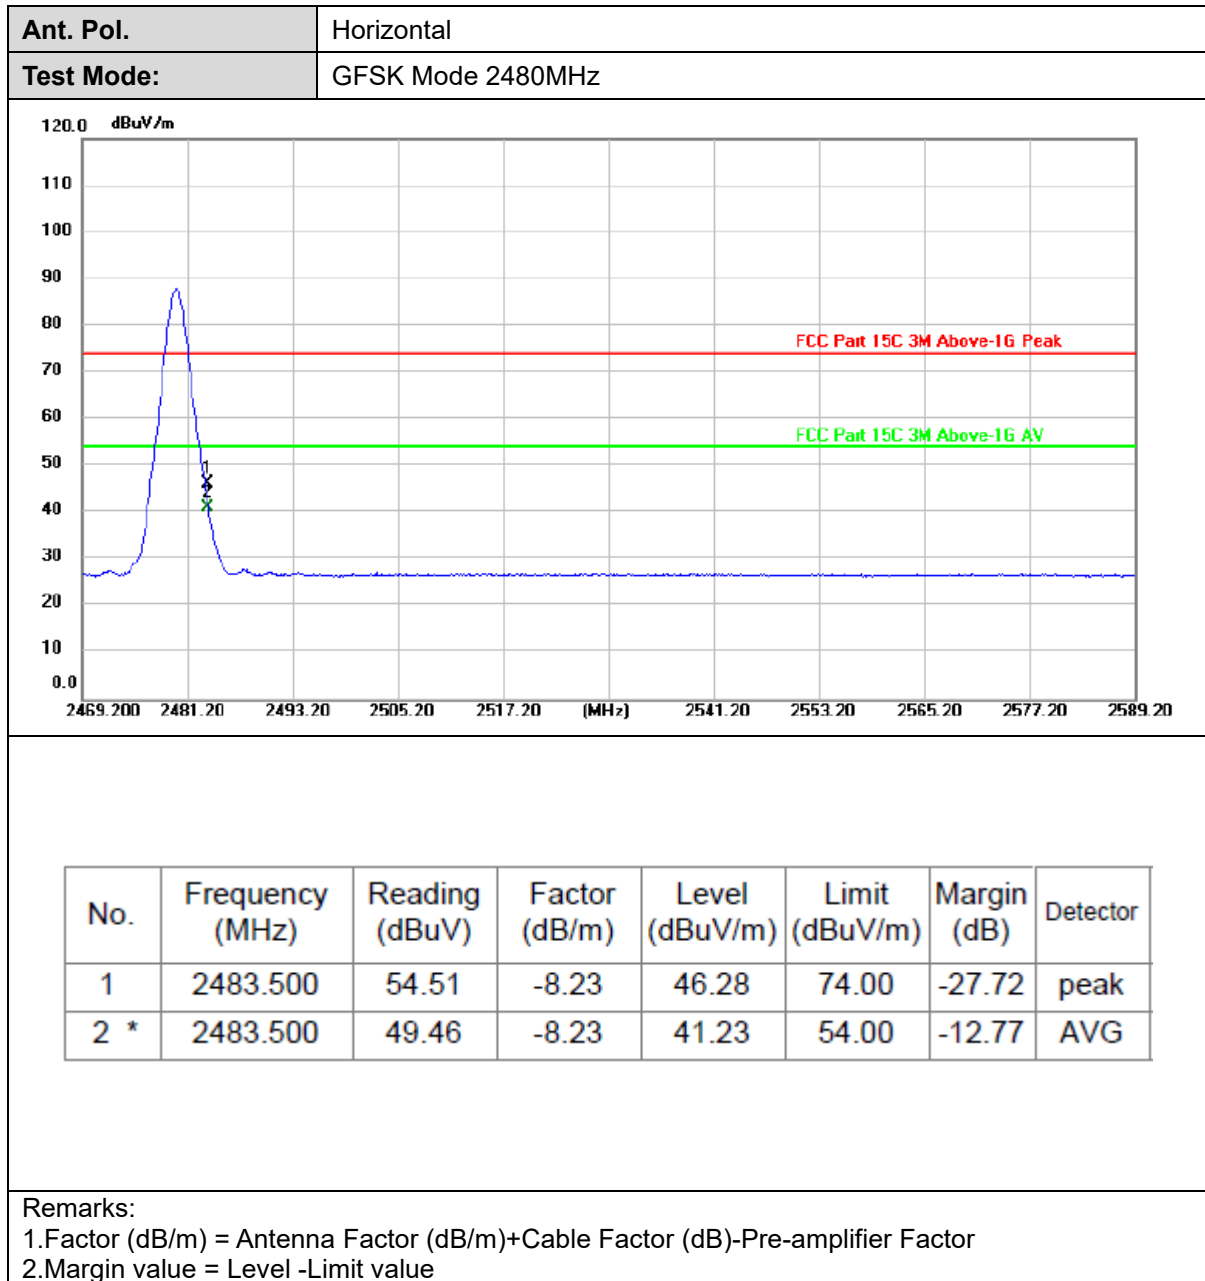 Ant. Pol. Horizontal
Test Mode: GFSK Mode 2480MHz
120.0 dBuV/m
110
100
90
80
FCC Part 15C 3M Above-1G Peak
70
60
FCC Part 15C 3M Above-1G AV
50
1
2
40
30
20
10
0.0
2469.200 2481.20 2493.20 2505.20 2517.20 (MHz) 2541.20 2553.20 2565.20 2577.20 2589.20
No. Frequency (MHz) Reading (dBuV) Factor (dB/m) Level (dBuV/m) Limit (dBuV/m) Margin (dB) Detector
1 2483.500 54.51 -8.23 46.28 74.00 -27.72 peak
2 * 2483.500 49.46 -8.23 41.23 54.00 -12.77 AVG
Remarks:
1.Factor (dB/m) = Antenna Factor (dB/m)+Cable Factor (dB)-Pre-amplifier Factor
2.Margin value = Level -Limit value